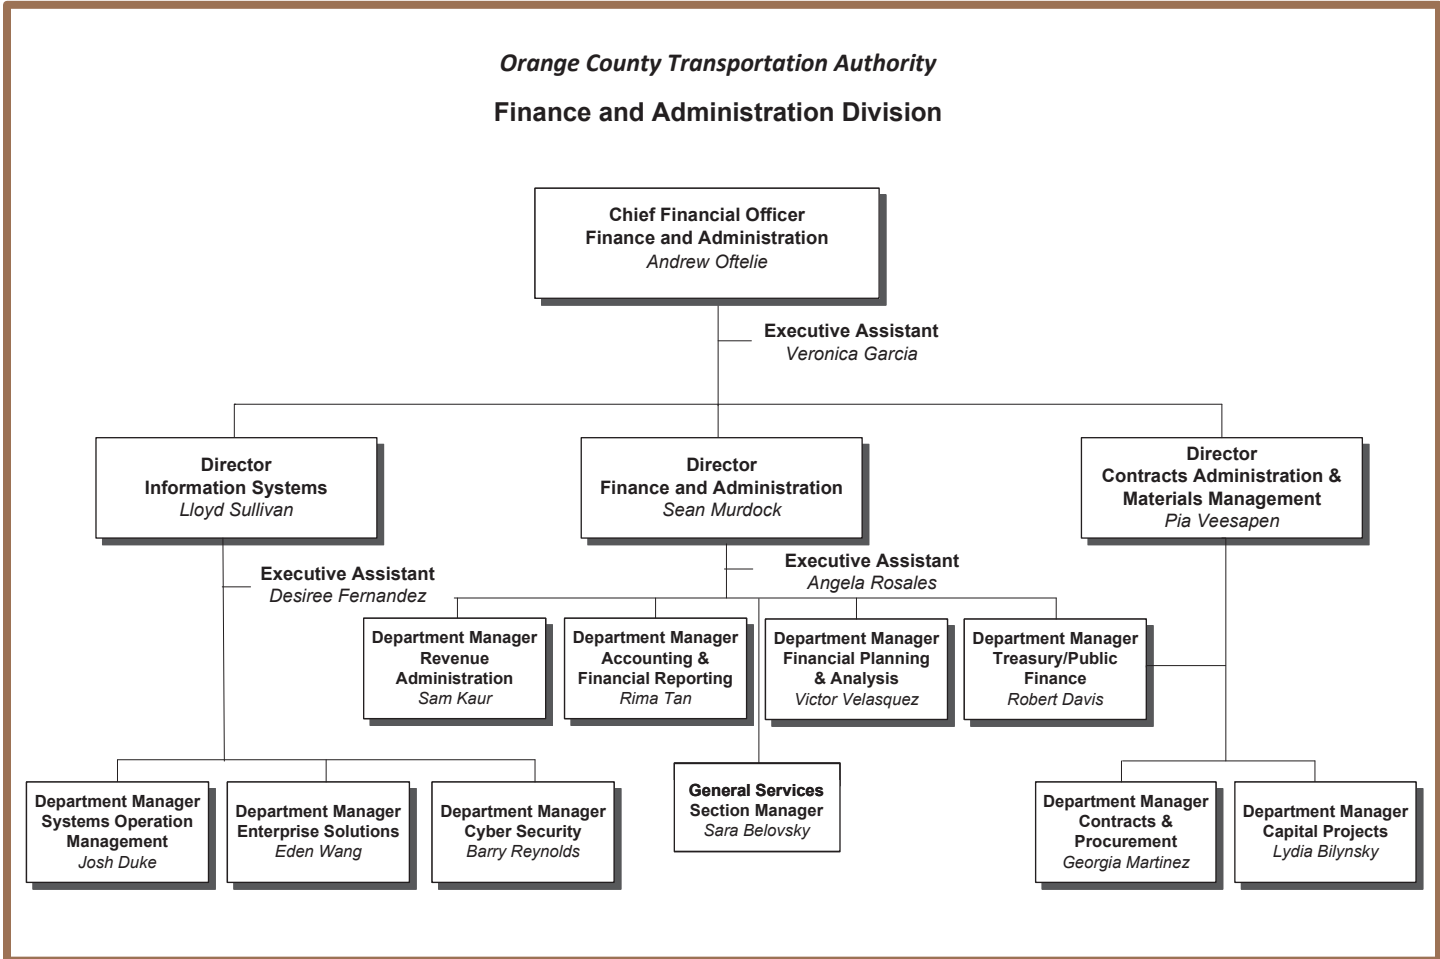 Orange County Transportation Authority
Finance and Administration Division
Chief Financial Officer
Finance and Administration
Andrew Oftelie
Executive Assistant
Veronica Garcia
Director
Information Systems
Lloyd Sullivan
Director
Finance and Administration
Sean Murdock
Director
Contracts Administration &
Materials Management
Pia Veesapen
Executive Assistant
Desiree Fernandez
Executive Assistant
Angela Rosales
Department Manager
Revenue
Administration
Sam Kaur
Department Manager
Accounting &
Financial Reporting
Rima Tan
Department Manager
Financial Planning
& Analysis
Victor Velasquez
Department Manager
Treasury/Public
Finance
Robert Davis
Department Manager
Systems Operation
Management
Josh Duke
Department Manager
Enterprise Solutions
Eden Wang
Department Manager
Cyber Security
Barry Reynolds
General Services
Section Manager
Sara Belovsky
Department Manager
Contracts &
Procurement
Georgia Martinez
Department Manager
Capital Projects
Lydia Bilynsky